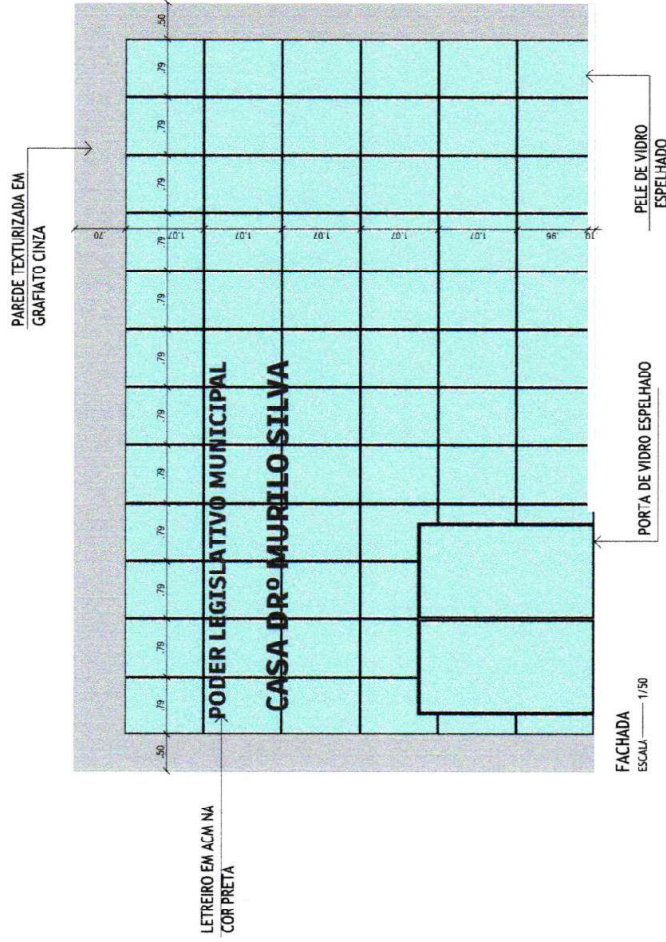 PAREDE TEXTURIZADA EM
GRAFIATO CINZA
.50 .79 .79 .79 .79 .79 .79 .79 .79 .79 .79 .79 .79 .50
.70
1.07
1.07
1.07
1.07
1.07
LETREIRO EM ACM NA
COR PRETA
PODER LEGISLATIVO MUNICIPAL
CASA DRº MURILO SILVA
PORTA DE VIDRO ESPELHADO
PELE DE VIDRO
ESPELHADO
FACHADA
ESCALA 1/50